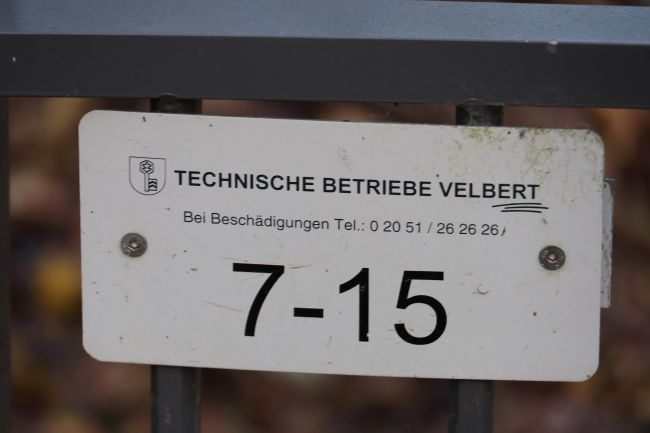 TECHNISCHE BETRIEBE VELBERT
Bei Beschädigungen Tel.: 0 20 51 / 26 26 26
7-15